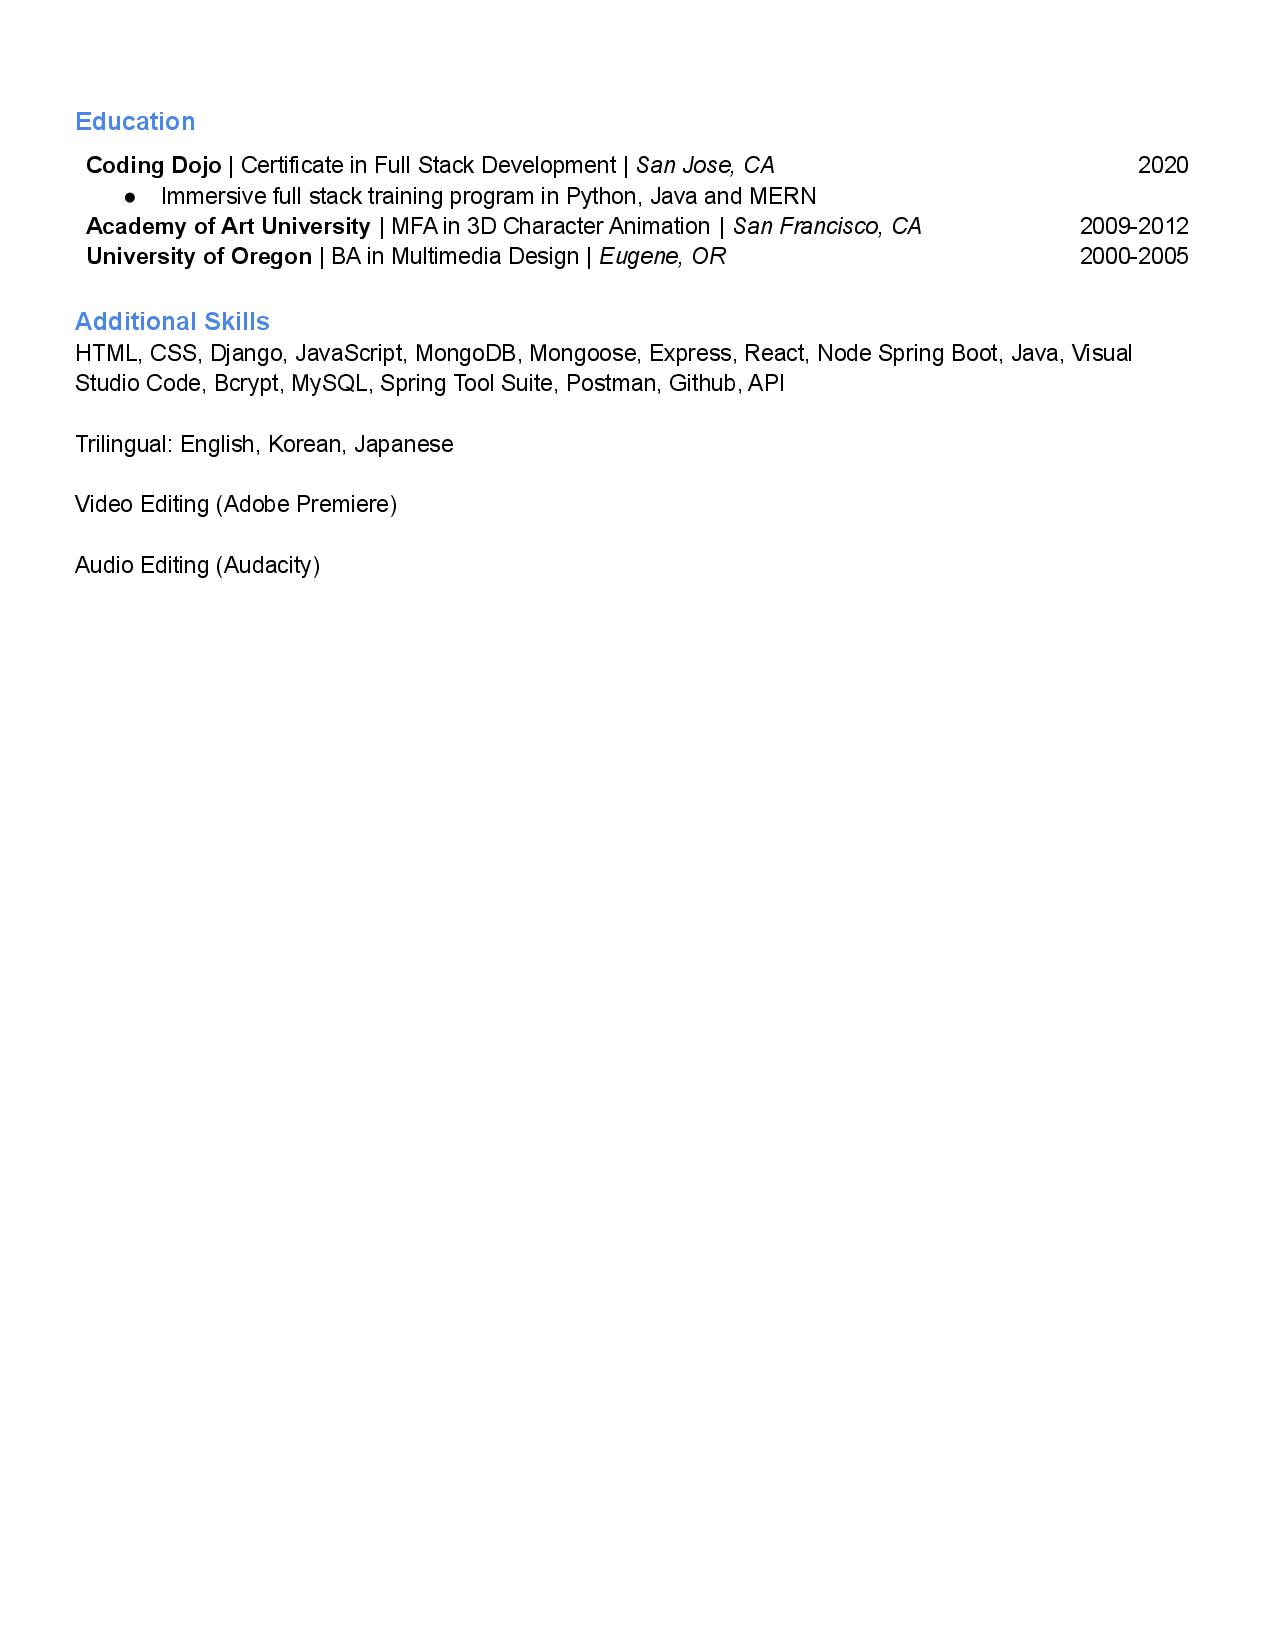 Education
Coding Dojo | Certificate in Full Stack Development | San Jose, CA 2020
● Immersive full stack training program in Python, Java and MERN
Academy of Art University | MFA in 3D Character Animation | San Francisco, CA 2009-2012
University of Oregon | BA in Multimedia Design | Eugene, OR 2000-2005
Additional Skills
HTML, CSS, Django, JavaScript, MongoDB, Mongoose, Express, React, Node Spring Boot, Java, Visual
Studio Code, Bcrypt, MySQL, Spring Tool Suite, Postman, Github, API
Trilingual: English, Korean, Japanese
Video Editing (Adobe Premiere)
Audio Editing (Audacity)